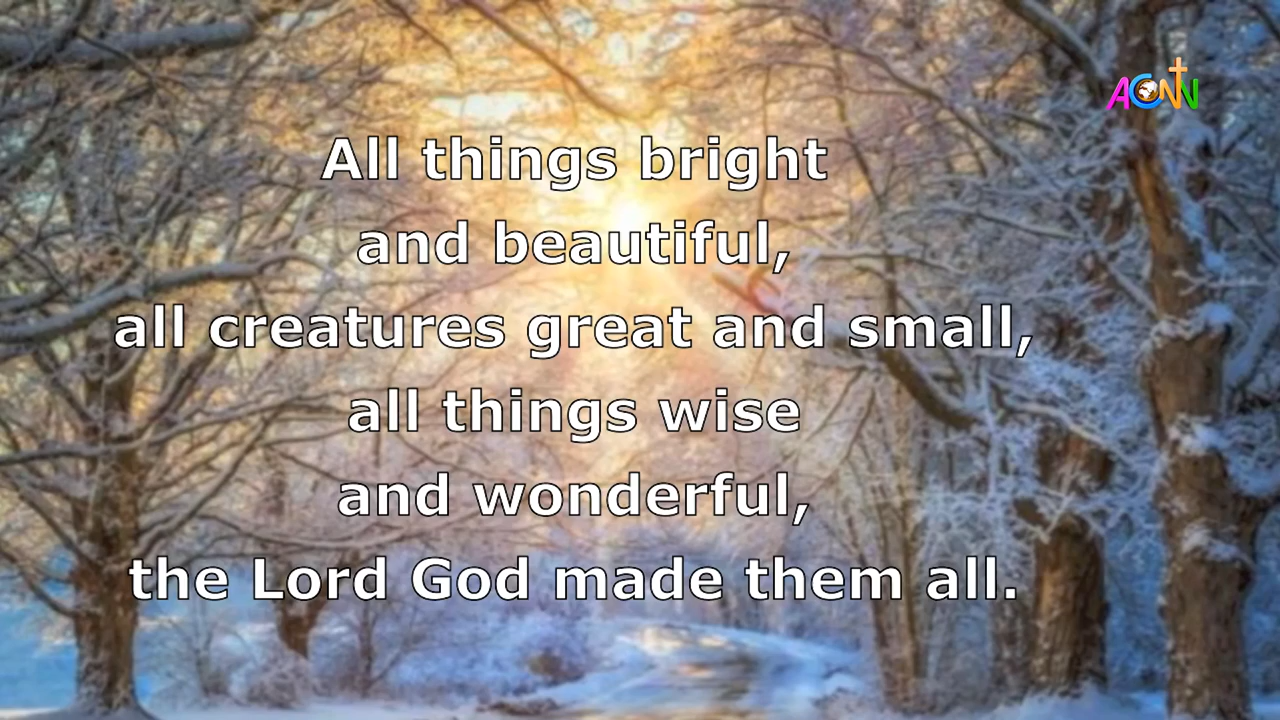 ACNN
All things bright
and beautiful,
all creatures great and small,
all things wise
and wonderful,
the Lord God made them all.